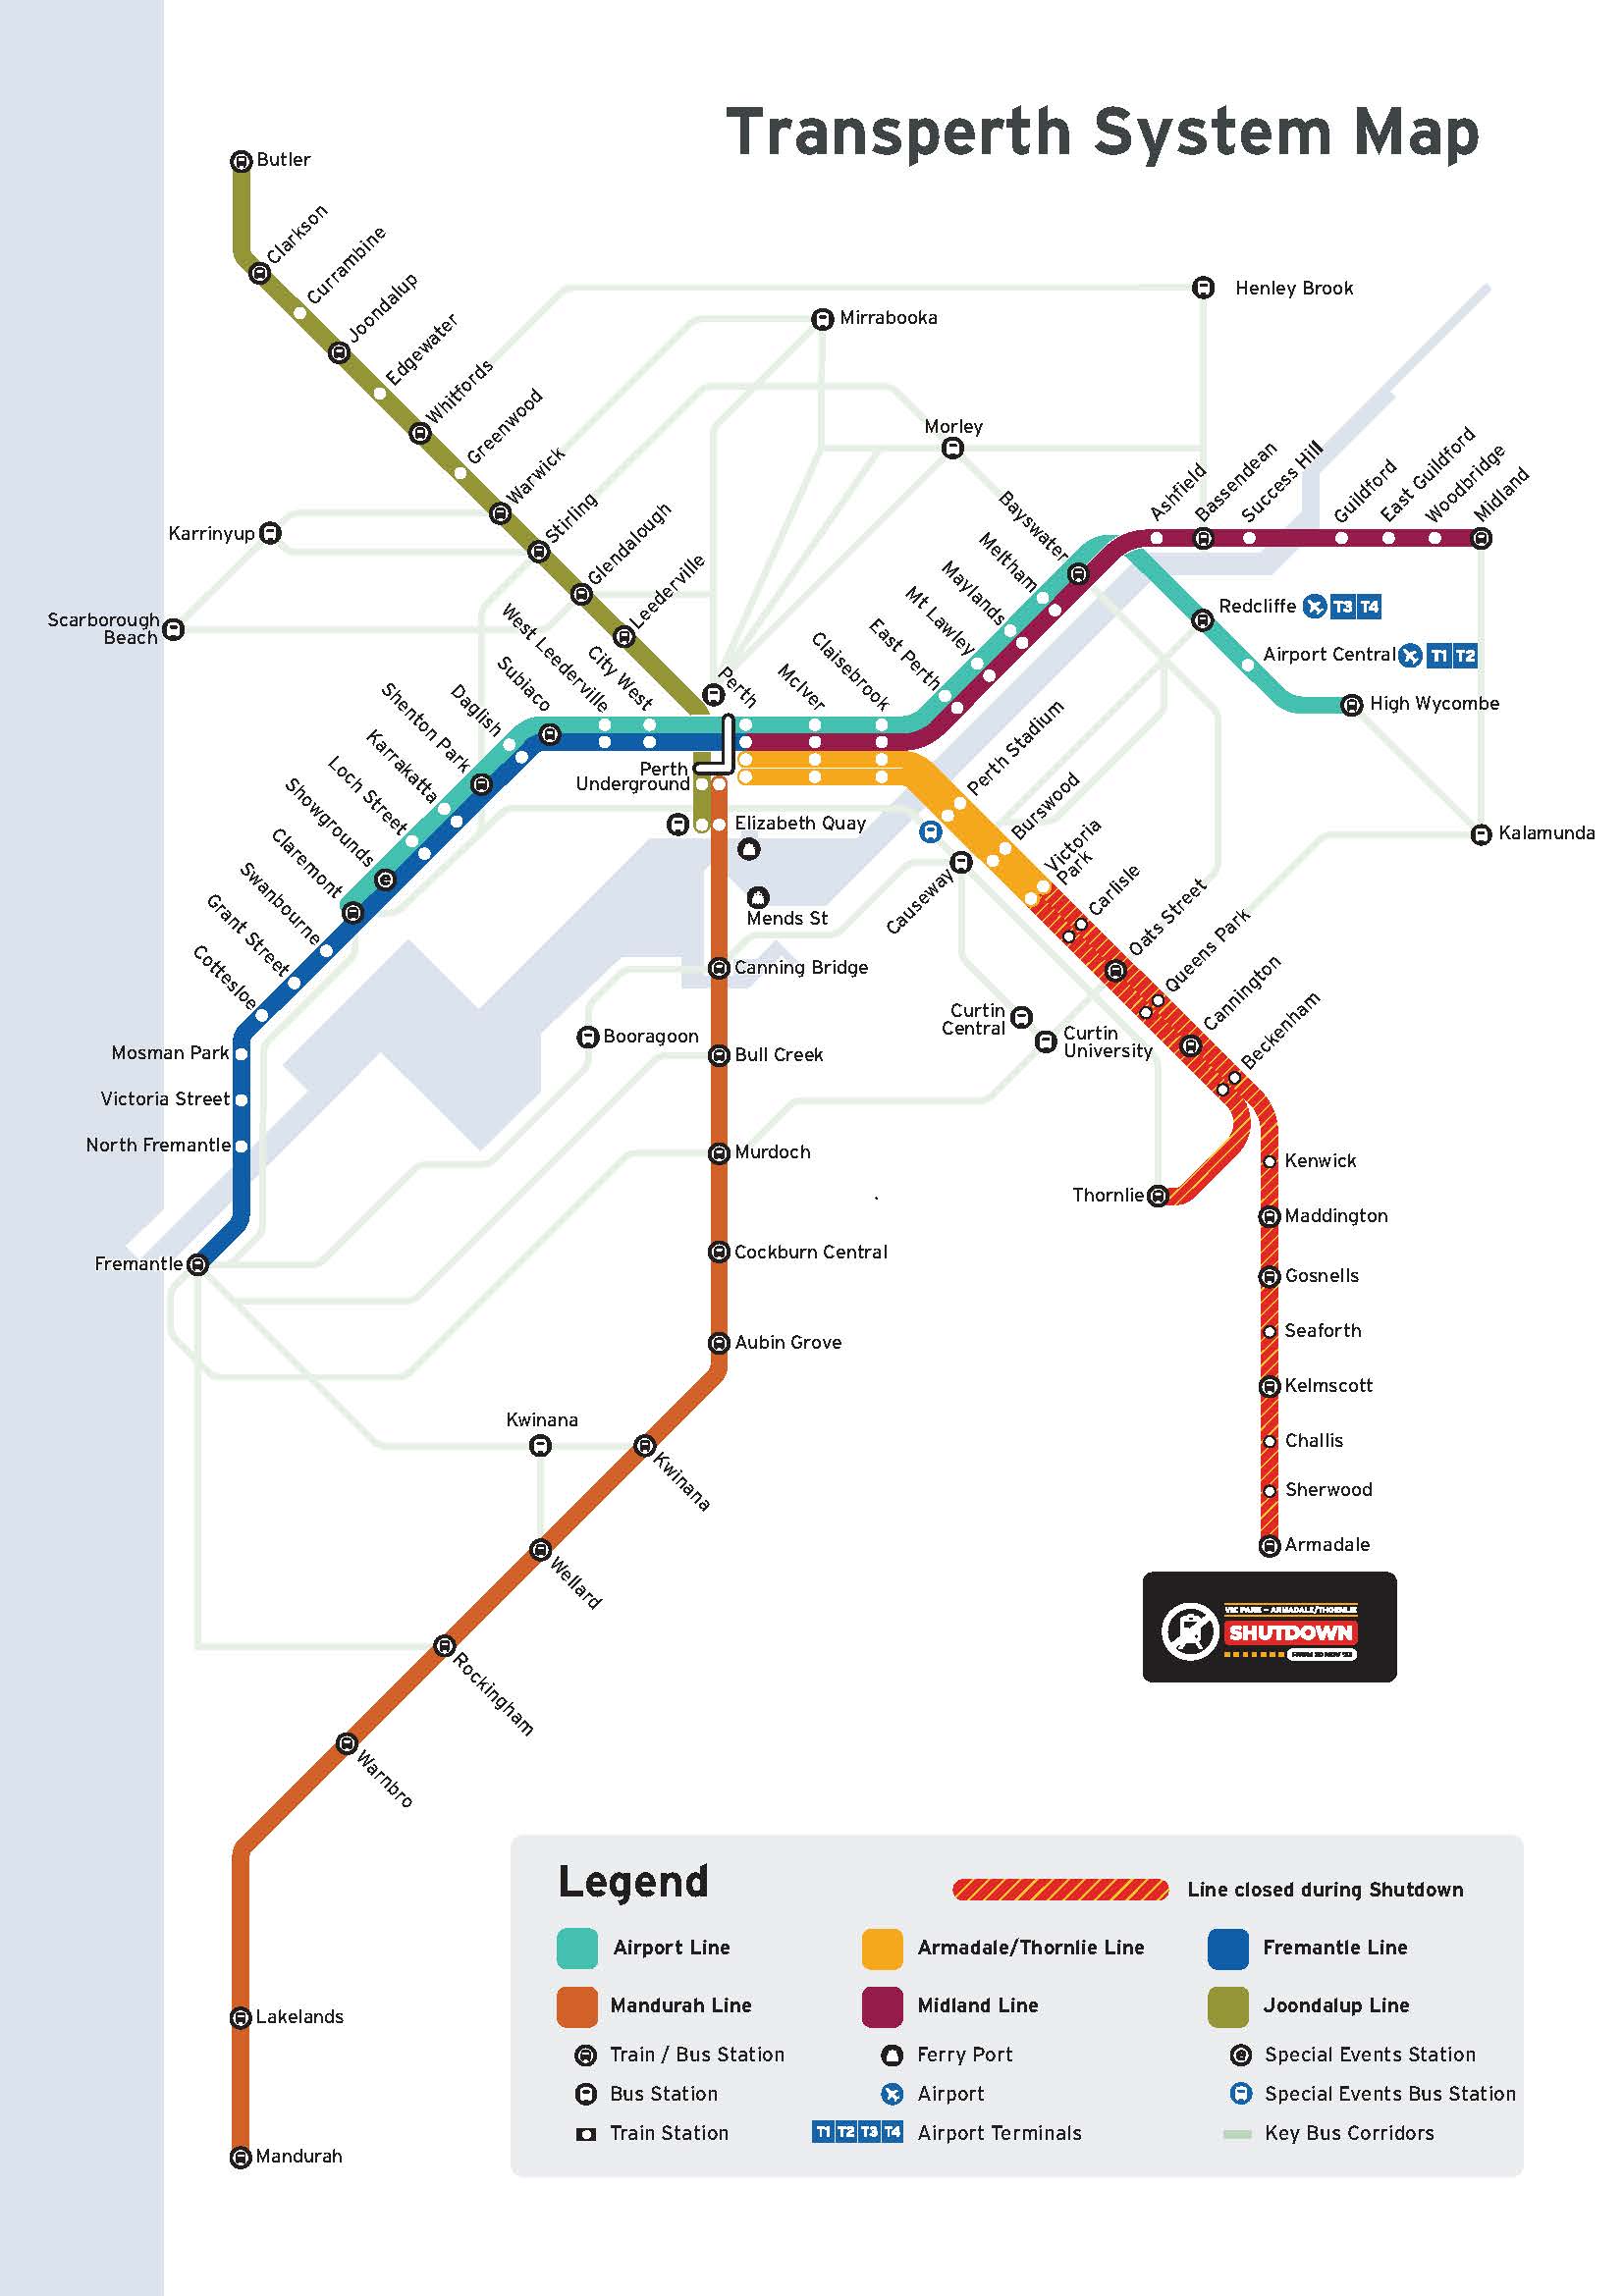 Transperth System Map
Butler
Clarkson
Currambine
Joondalup
Edgewater
Whitfords
Greenwood
Warwick
Stirling
Glendalough
Leederville
Henley Brook
Mirrabooka
Morley
Karrinyup
Scarborough
Beach
Ashfield
Bassendean
Success Hill
Guildford
East Guildford
Woodbridge
Midland
Bayswater
Meltham
Maylands
Mt Lawley
East Perth
Claisebrook
McIver
Perth
City West
West Leederville
Subiaco
Daglish
Shenton Park
Karrakatta
Loch Street
Showgrounds
Claremont
Swanbourne
Grant Street
Cottesloe
Mosman Park
Victoria Street
North Fremantle
Fremantle
Redcliffe T3 T4
Airport Central T1 T2
High Wycombe
Kalamunda
Perth
Underground
Elizabeth Quay
Mends St
Perth Stadium
Burswood
Victoria
Park
Causeway
Carlisle
Oats Street
Queens Park
Cannington
Beckenham
Curtin
Central
Curtin
University
Canning Bridge
Booragoon
Bull Creek
Murdoch
Cockburn Central
Aubin Grove
Kwinana
Kwinana
Wellard
Rockingham
Warnbro
Lakelands
Mandurah
Thornlie
Kenwick
Maddington
Gosnells
Seaforth
Kelmscott
Challis
Sherwood
Armadale
VIC PARK - ARMADALE/THORNLIE
SHUTDOWN
FROM 20 NOV '23
Legend
Line closed during Shutdown
Airport Line
Armadale/Thornlie Line
Fremantle Line
Mandurah Line
Midland Line
Joondalup Line
Train / Bus Station
Ferry Port
e Special Events Station
Bus Station
Airport
Special Events Bus Station
Train Station
T1 T2 T3 T4 Airport Terminals
Key Bus Corridors